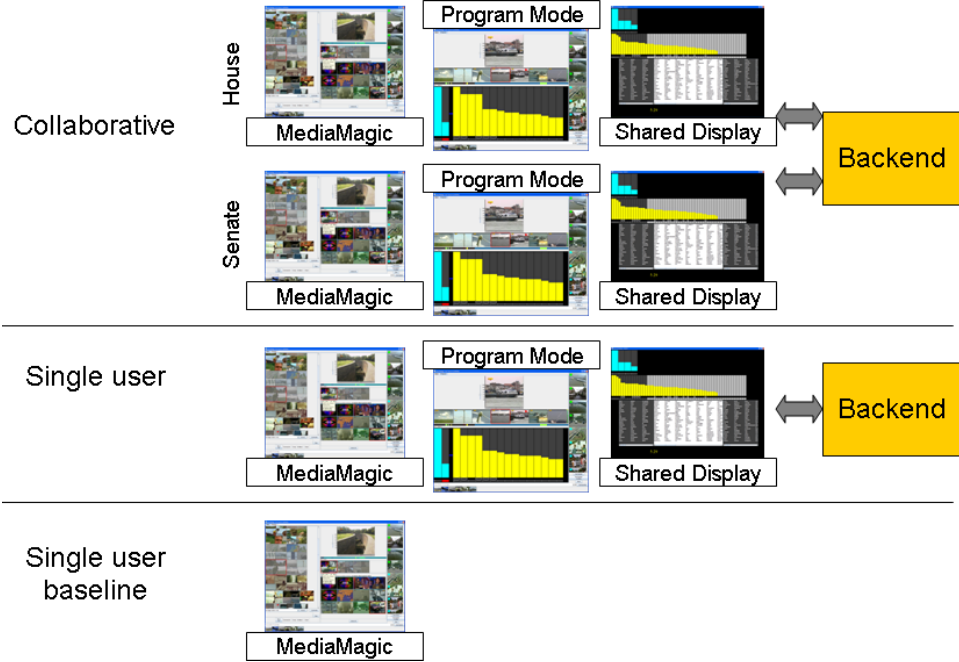 Program Mode
House
MediaMagic
Shared Display
Collaborative
Backend
Program Mode
Senate
MediaMagic
Shared Display
Single user
Program Mode
MediaMagic
Shared Display
Backend
Single user
baseline
MediaMagic